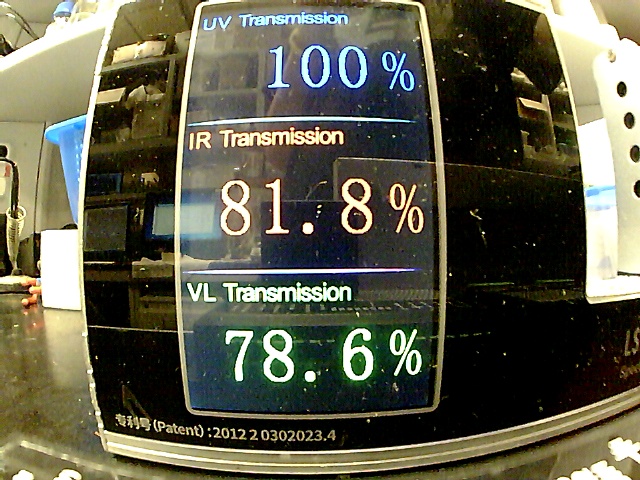 UV Transmission
100 %
IR Transmission
81.8 %
VL Transmission
78.6 %
专利号(Patent):2012 2 0302023.4
LS